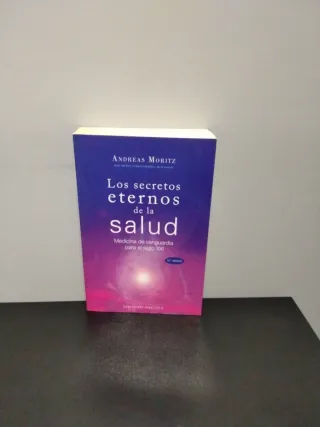 ANDREAS MORITZ
Los secretos
eternos
de la
salud
Medicina de vanguardia
para el siglo XXI